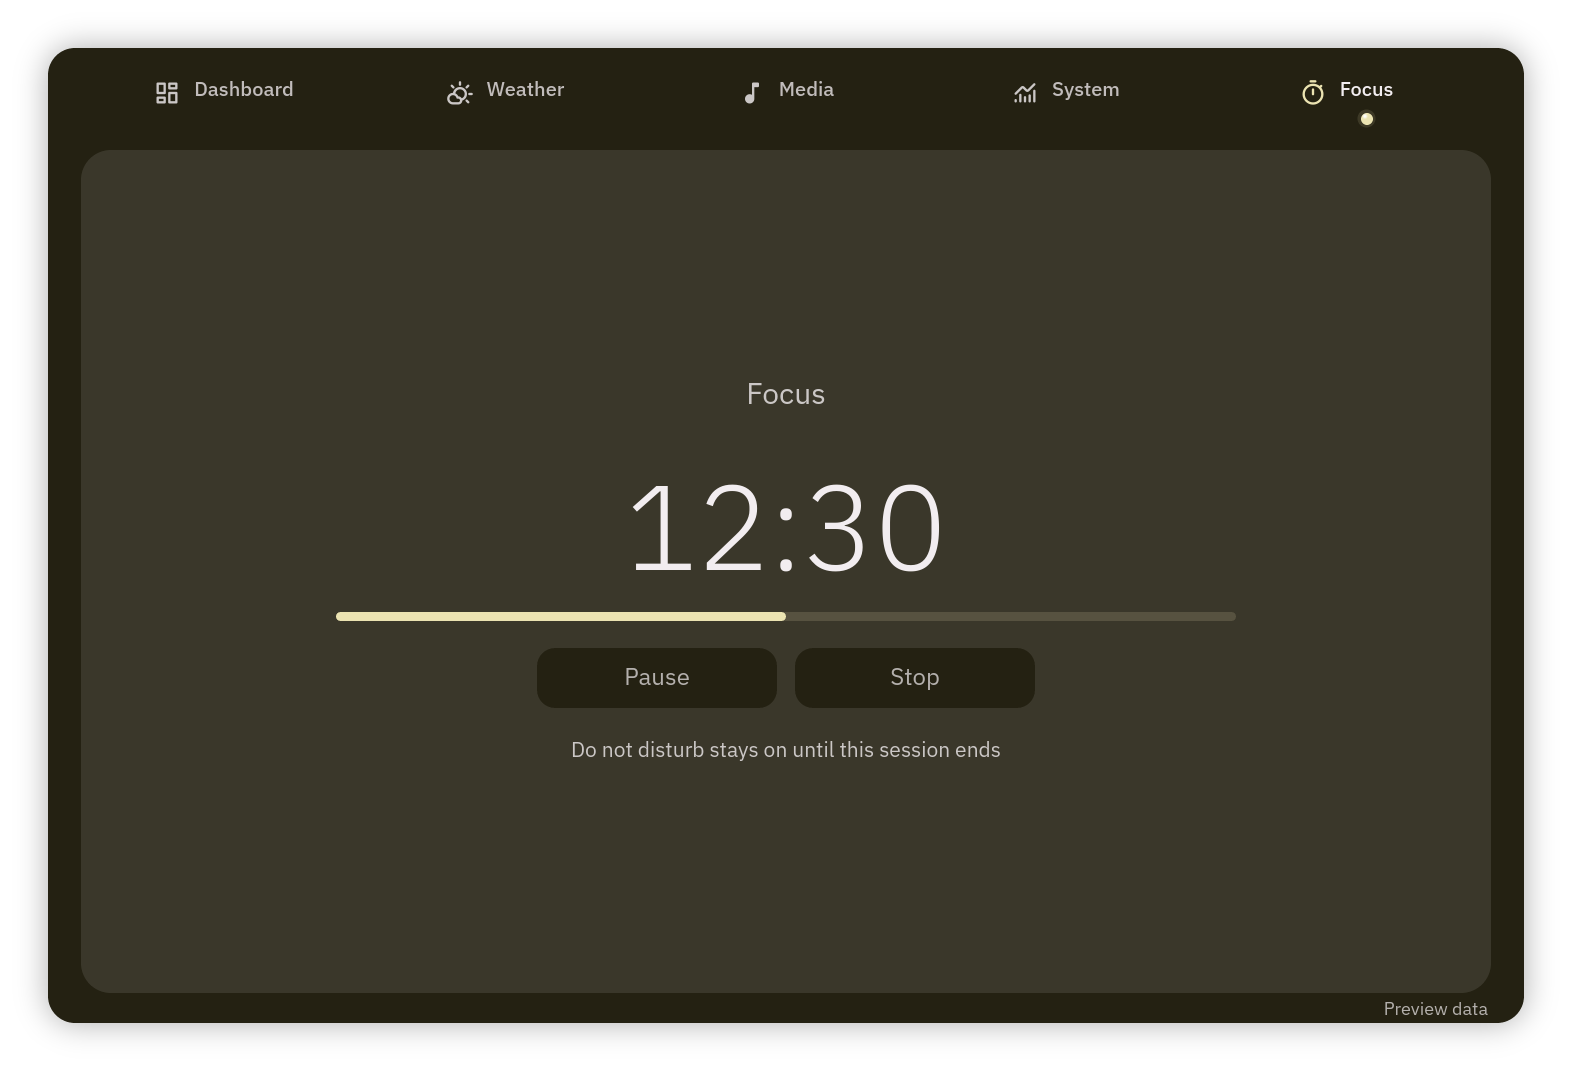 Dashboard
Weather
Media
System
Focus
Focus
12:30
Pause
Stop
Do not disturb stays on until this session ends
Preview data